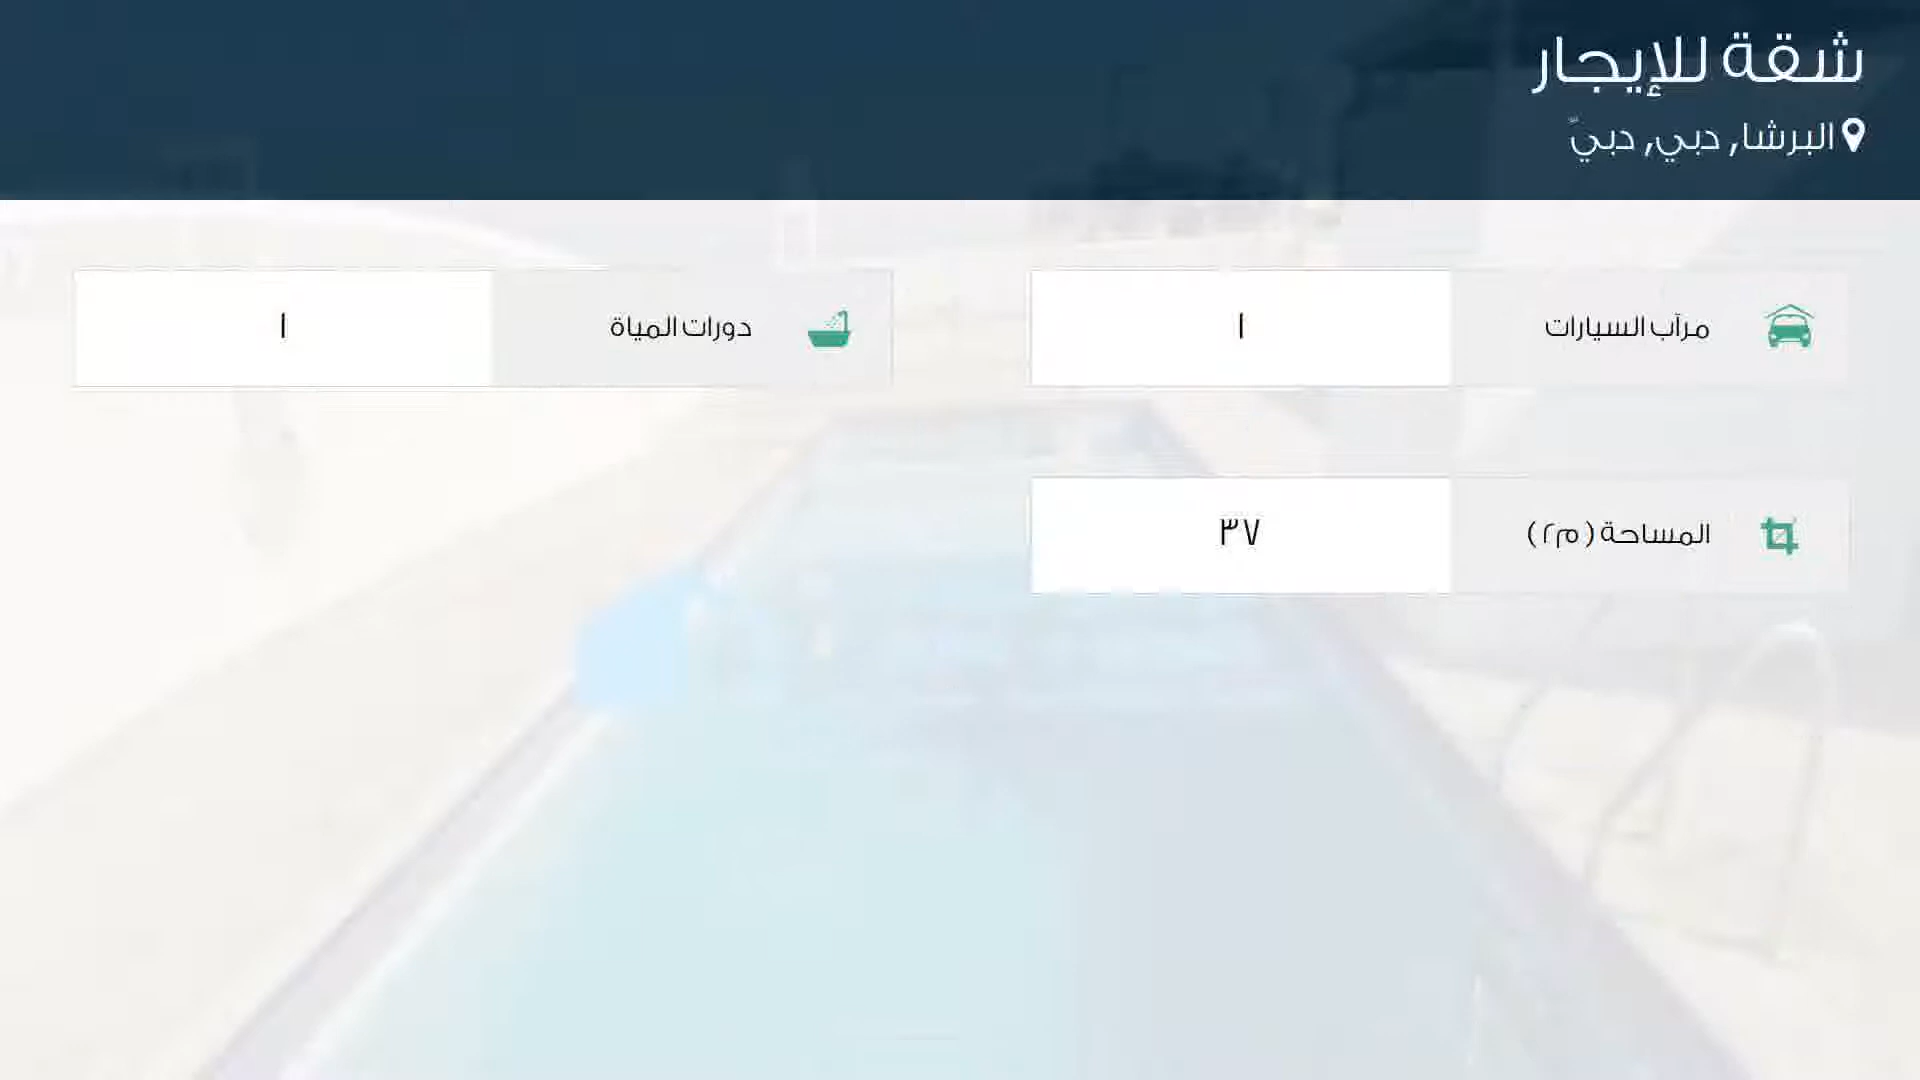 شقة للإيجار
البرشا, دبي, دبيّ
مرآب السيارات
١
دورات المياة
١
المساحة (م٢)
٣٧